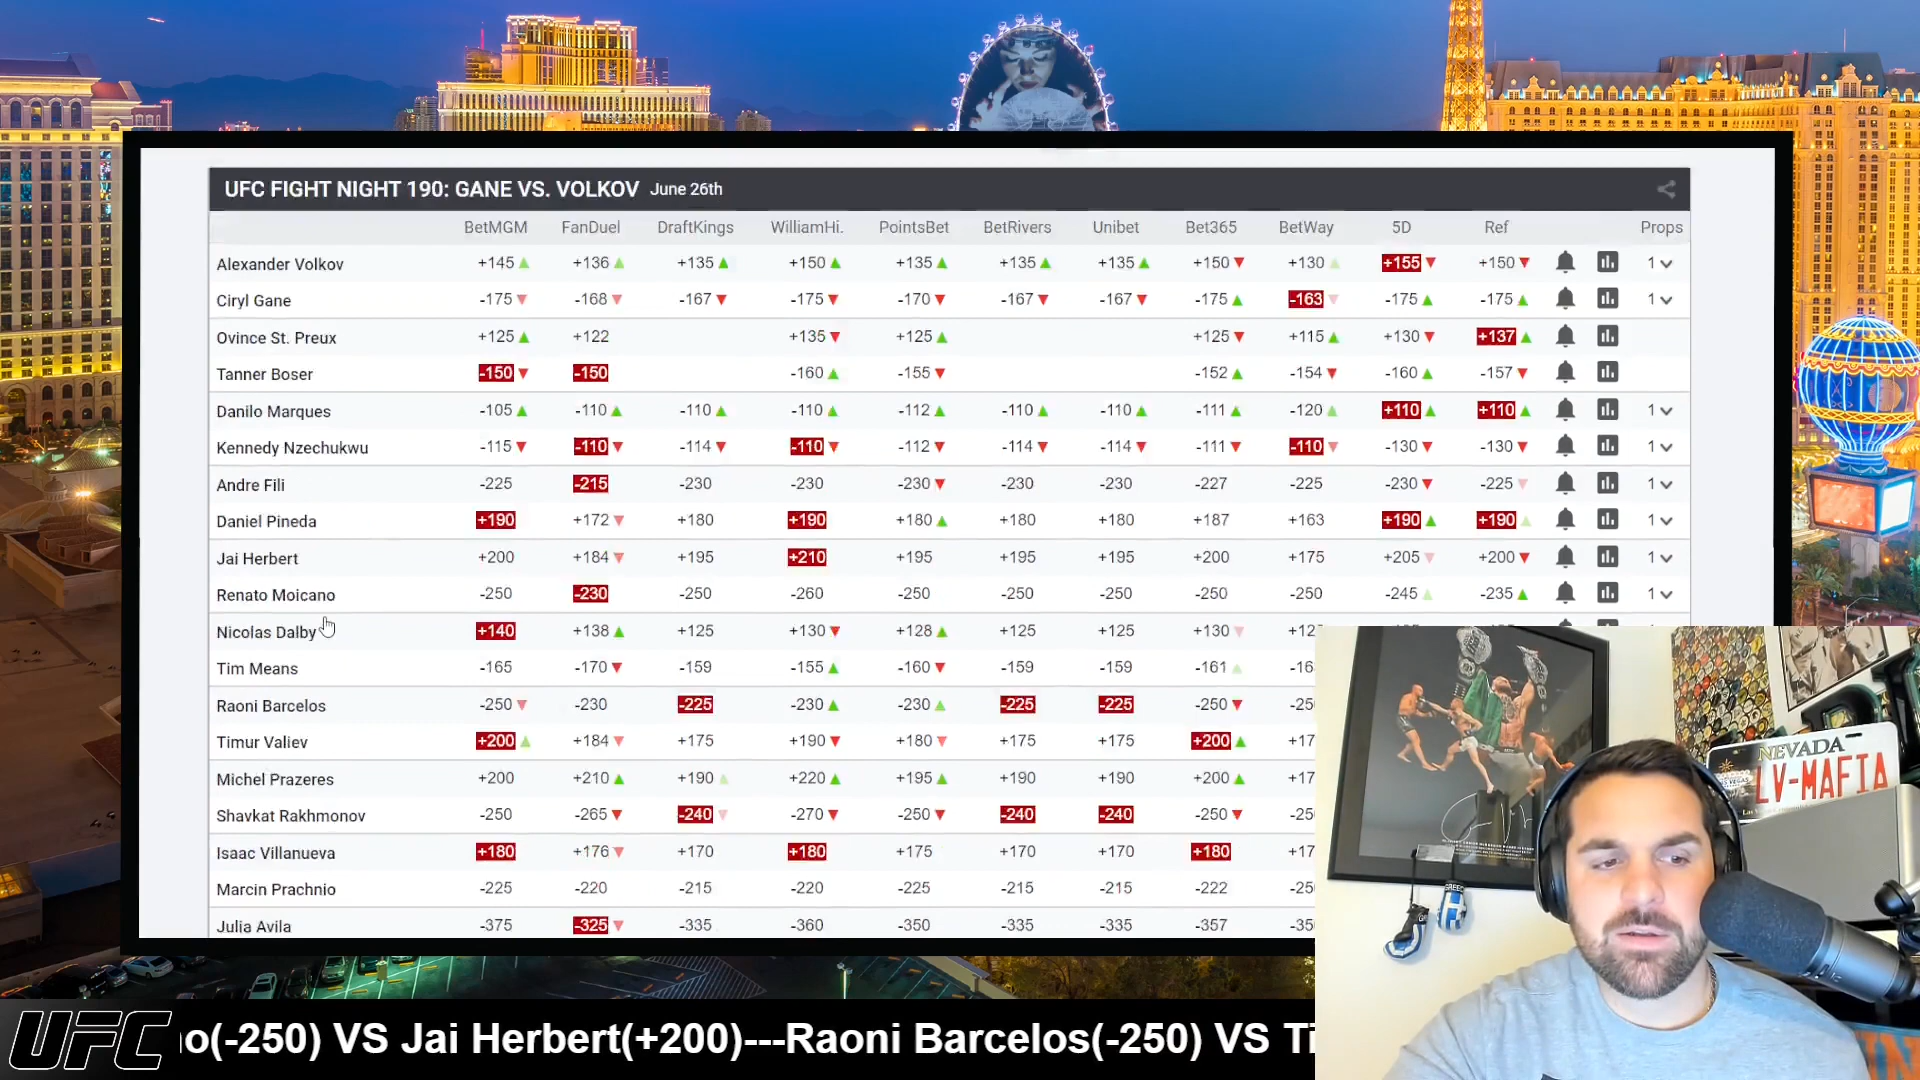 UFC FIGHT NIGHT 190: GANE VS. VOLKOV June 26th
BetMGM FanDuel DraftKings WilliamHi. PointsBet BetRivers Unibet Bet365 BetWay 5D Ref Props
Alexander Volkov +145 +136 +135 +150 +135 +135 +135 +150 +130 +155 +150 1
Ciryl Gane -175 -168 -167 -175 -170 -167 -167 -175 -163 -175 -175 1
Ovince St. Preux +125 +122 +135 +125 +125 +115 +130 +137
Tanner Boser -150 -150 -160 -155 -152 -154 -160 -157
Danilo Marques -105 -110 -110 -110 -112 -110 -110 -111 -120 +110 +110 1
Kennedy Nzechukwu -115 -110 -114 -110 -112 -114 -114 -111 -110 -130 -130 1
Andre Fili -225 -215 -230 -230 -230 -230 -230 -227 -225 -230 -225 1
Daniel Pineda +190 +172 +180 +190 +180 +180 +180 +187 +163 +190 +190 1
Jai Herbert +200 +184 +195 +210 +195 +195 +195 +200 +175 +205 +200 1
Renato Moicano -250 -230 -250 -260 -250 -250 -250 -250 -250 -245 -235 1
Nicolas Dalby +140 +138 +125 +130 +128 +125 +125 +130 +12
Tim Means -165 -170 -159 -155 -160 -159 -159 -161 -16
Raoni Barcelos -250 -230 -225 -230 -230 -225 -225 -250 -25
Timur Valiev +200 +184 +175 +190 +180 +175 +175 +200 +17
Michel Prazeres +200 +210 +190 +220 +195 +190 +190 +200 +17
Shavkat Rakhmonov -250 -265 -240 -270 -250 -240 -240 -250 -25
Isaac Villanueva +180 +176 +170 +180 +175 +170 +170 +180 +17
Marcin Prachnio -225 -220 -215 -220 -225 -215 -215 -222 -25
Julia Avila -375 -325 -335 -360 -350 -335 -335 -357 -35
NEVADA
LV-MAFIA
GREECE
UFC
o(-250) VS Jai Herbert(+200)---Raoni Barcelos(-250) VS Ti